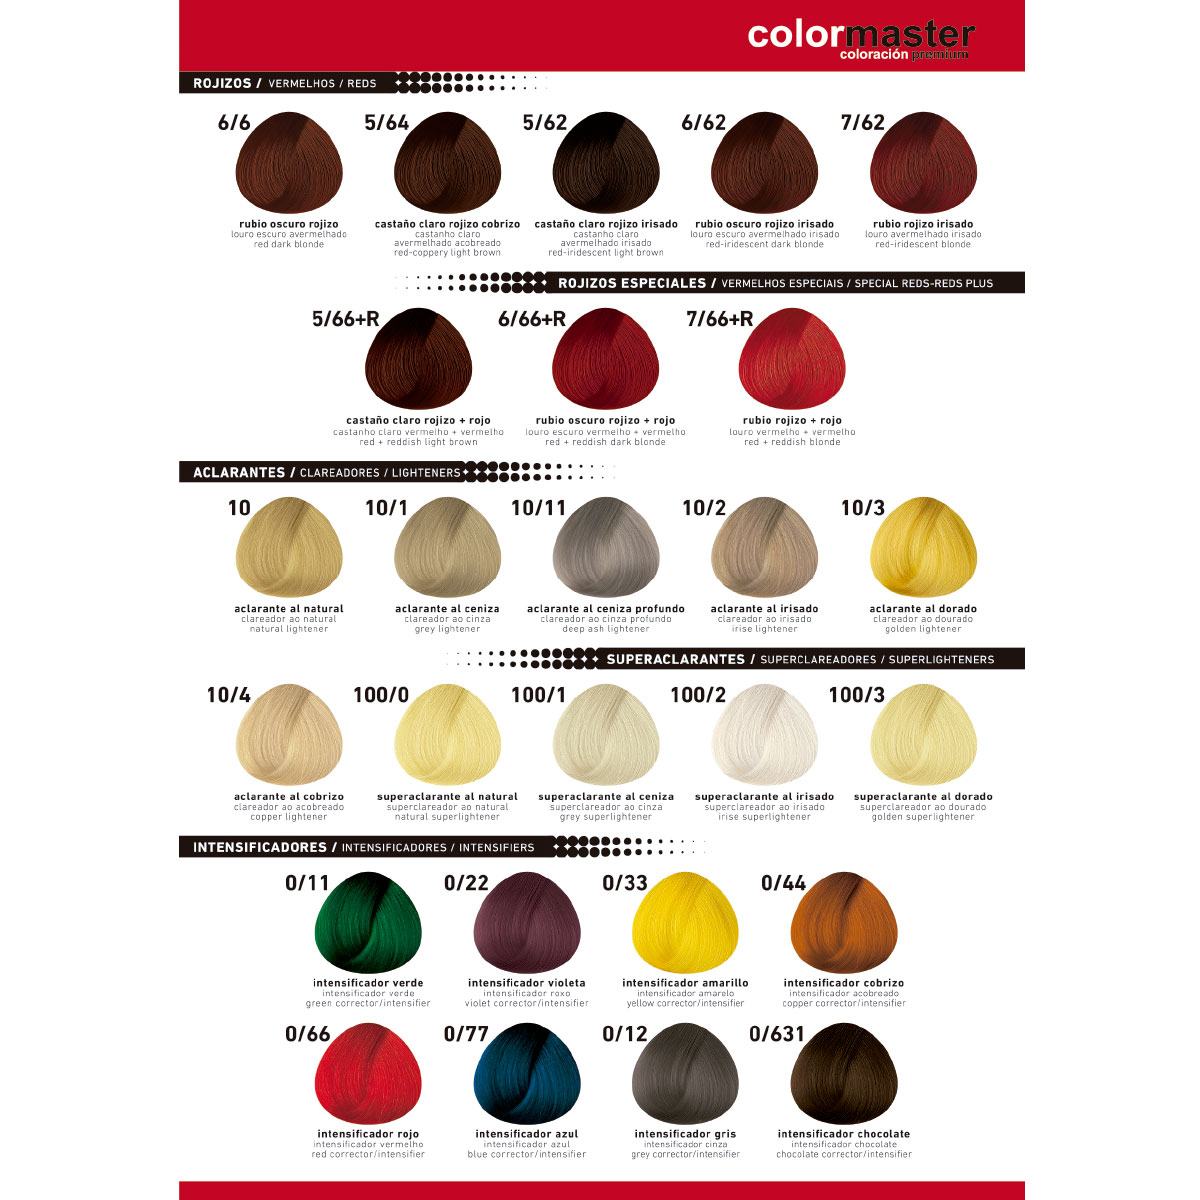 colormaster
coloración premium
ROJIZOS / VERMELHOS / REDS
6/6
5/64
5/62
6/62
7/62
rubio oscuro rojizo
louro escuro avermelhado
red dark blonde
castaño claro rojizo cobrizo
castanho claro
avermelhado acobreado
red-coppery light brown
castaño claro rojizo irisado
castanho claro
avermelhado irisado
red-iridescent light brown
rubio oscuro rojizo irisado
louro escuro avermelhado irisado
red-iridescent dark blonde
rubio rojizo irisado
louro avermelhado irisado
red-iridescent blonde
ROJIZOS ESPECIALES / VERMELHOS ESPECIAIS / SPECIAL REDS-REDS PLUS
5/66+R
6/66+R
7/66+R
castaño claro rojizo + rojo
castanho claro vermelho + vermelho
red + reddish light brown
rubio oscuro rojizo + rojo
louro escuro vermelho + vermelho
red + reddish dark blonde
rubio rojizo + rojo
louro vermelho + vermelho
red + reddish blonde
ACLARANTES / CLAREADORES / LIGHTENERS
10
10/1
10/11
10/2
10/3
aclarante al natural
clareador ao natural
natural lightener
aclarante al ceniza
clareador ao cinza
grey lightener
aclarante al ceniza profundo
clareador ao cinza profundo
deep ash lightener
aclarante al irisado
clareador ao irisado
irise lightener
aclarante al dorado
clareador ao dourado
golden lightener
SUPERACLARANTES / SUPERCLAREADORES / SUPERLIGHTENERS
10/4
100/0
100/1
100/2
100/3
aclarante al cobrizo
clareador ao acobreado
copper lightener
superaclarante al natural
superclareador ao natural
natural superlightener
superaclarante al ceniza
superclareador ao cinza
grey superlightener
superaclarante al irisado
superclareador ao irisado
irise superlightener
superaclarante al dorado
superclareador ao dourado
golden superlightener
INTENSIFICADORES / INTENSIFICADORES / INTENSIFIERS
0/11
0/22
0/33
0/44
intensificador verde
intensificador verde
green corrector/intensifier
intensificador violeta
intensificador roxo
violet corrector/intensifier
intensificador amarillo
intensificador amarelo
yellow corrector/intensifier
intensificador cobrizo
intensificador acobreado
copper corrector/intensifier
0/66
0/77
0/12
0/631
intensificador rojo
intensificador vermelho
red corrector/intensifier
intensificador azul
intensificador azul
blue corrector/intensifier
intensificador gris
intensificador cinza
grey corrector/intensifier
intensificador chocolate
intensificador chocolate
chocolate corrector/intensifier